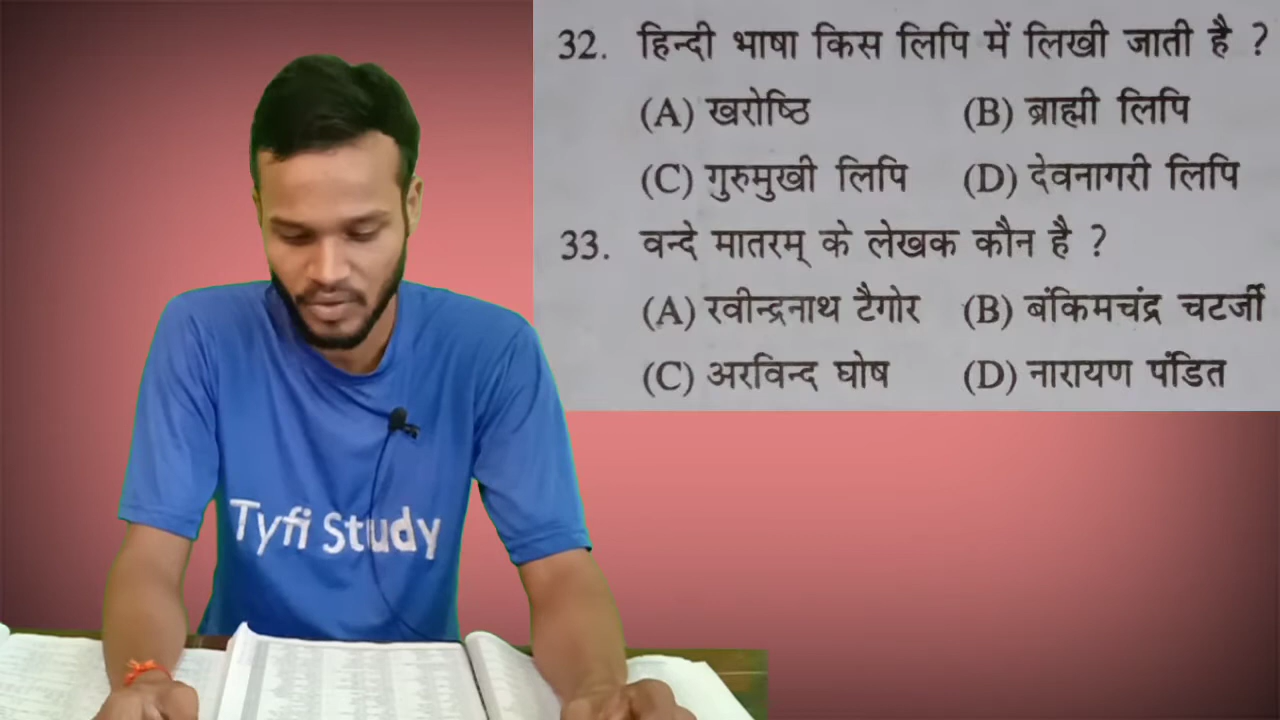 32. हिन्दी भाषा किस लिपि में लिखी जाती है ?
(A) खरोष्ठि (B) ब्राह्मी लिपि
(C) गुरुमुखी लिपि (D) देवनागरी लिपि
33. वन्दे मातरम् के लेखक कौन है ?
(A) रवीन्द्रनाथ टैगोर (B) बंकिमचंद्र चटर्जी
(C) अरविन्द घोष (D) नारायण पंडित
Tyfi Study